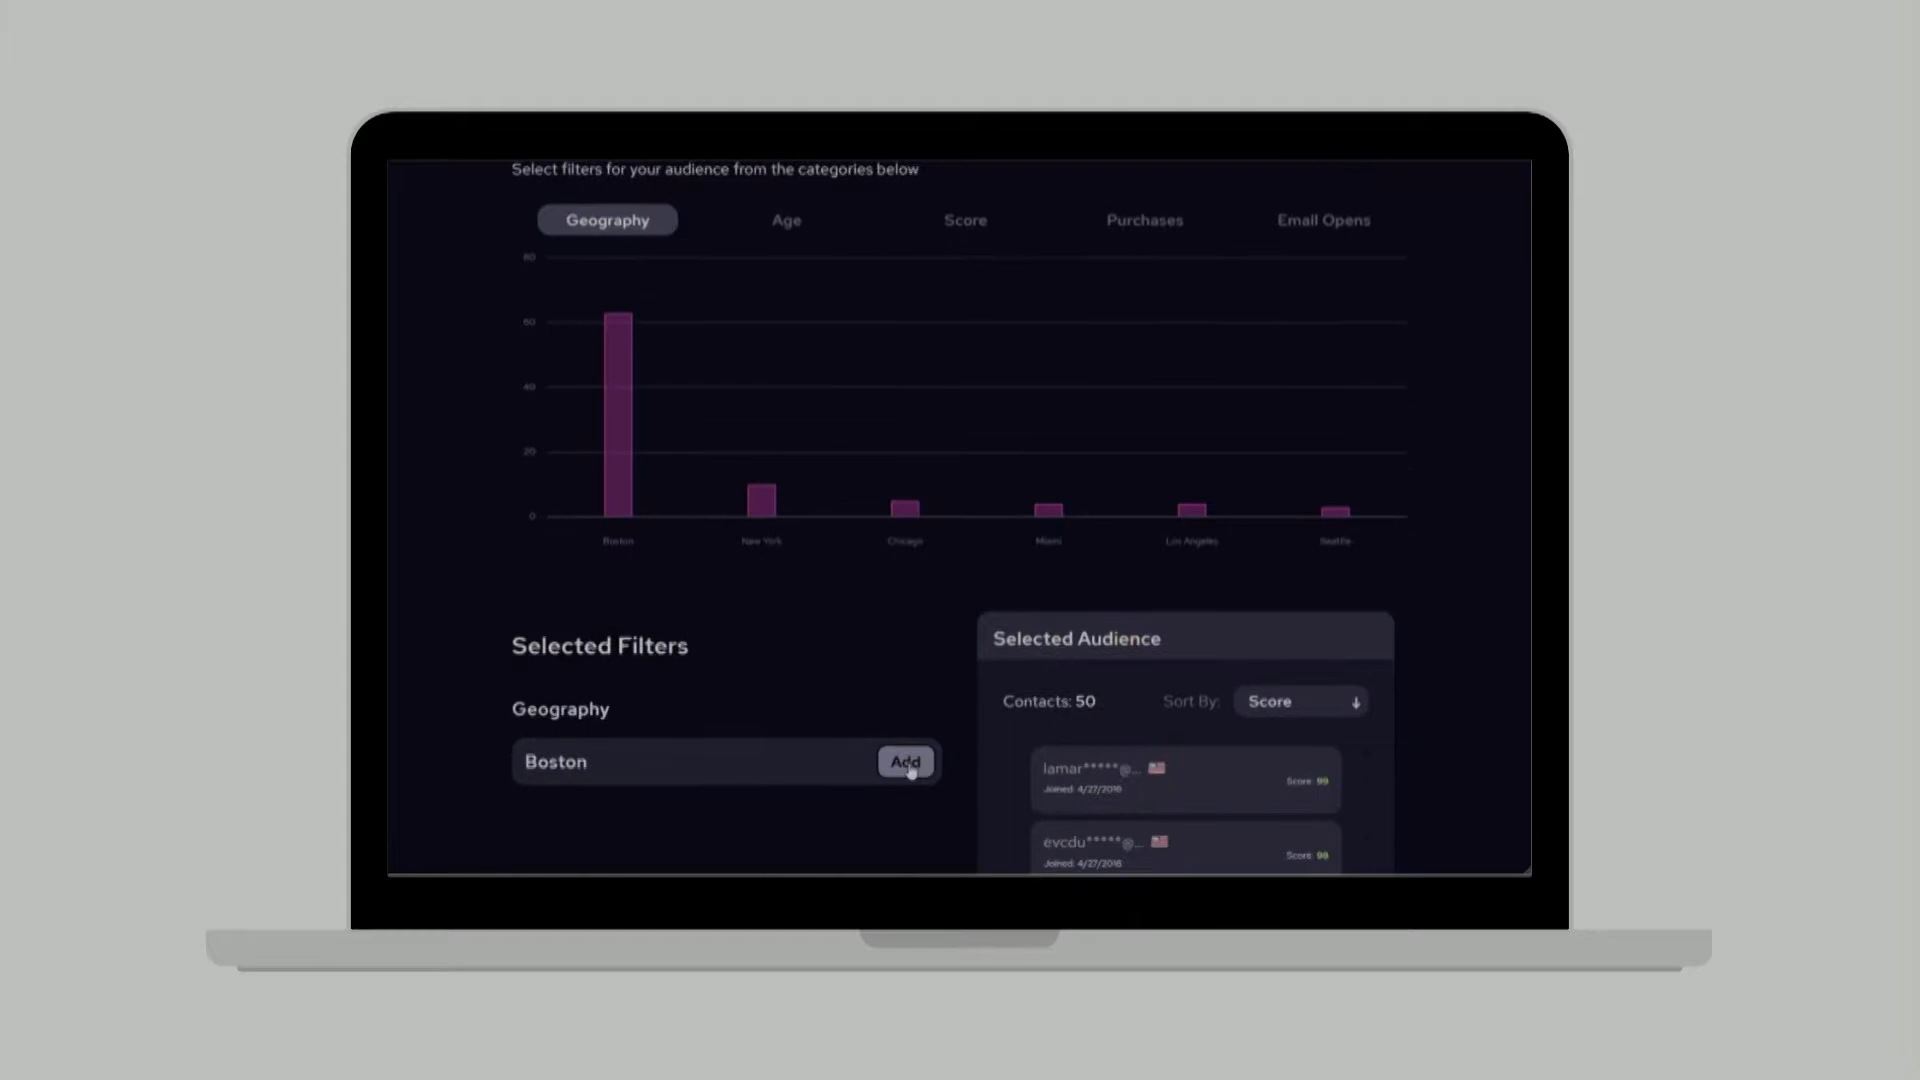 Select filters for your audience from the categories below
Geography Age Score Purchases Email Opens
80
60
40
20
0
Boston New York Chicago Miami Los Angeles Seattle
Selected Filters
Geography
Boston Add
Selected Audience
Contacts: 50 Sort By: Score ↓
lamar*****@...
Joined: 4/27/2016
Score: 99
evcdu*****@...
Joined: 4/27/2016
Score: 98